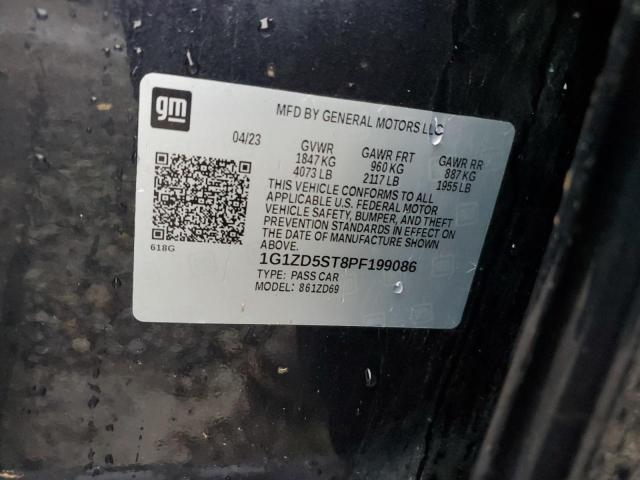 gm
MFD BY GENERAL MOTORS LLC
04/23
GVWR GAWR FRT GAWR RR
1847 KG 960 KG 887 KG
4073 LB 2117 LB 1955 LB
THIS VEHICLE CONFORMS TO ALL
APPLICABLE U.S. FEDERAL MOTOR
VEHICLE SAFETY, BUMPER, AND THEFT
PREVENTION STANDARDS IN EFFECT ON
THE DATE OF MANUFACTURE SHOWN
ABOVE.
618G
1G1ZD5ST8PF199086
TYPE: PASS CAR
MODEL: 861ZD69